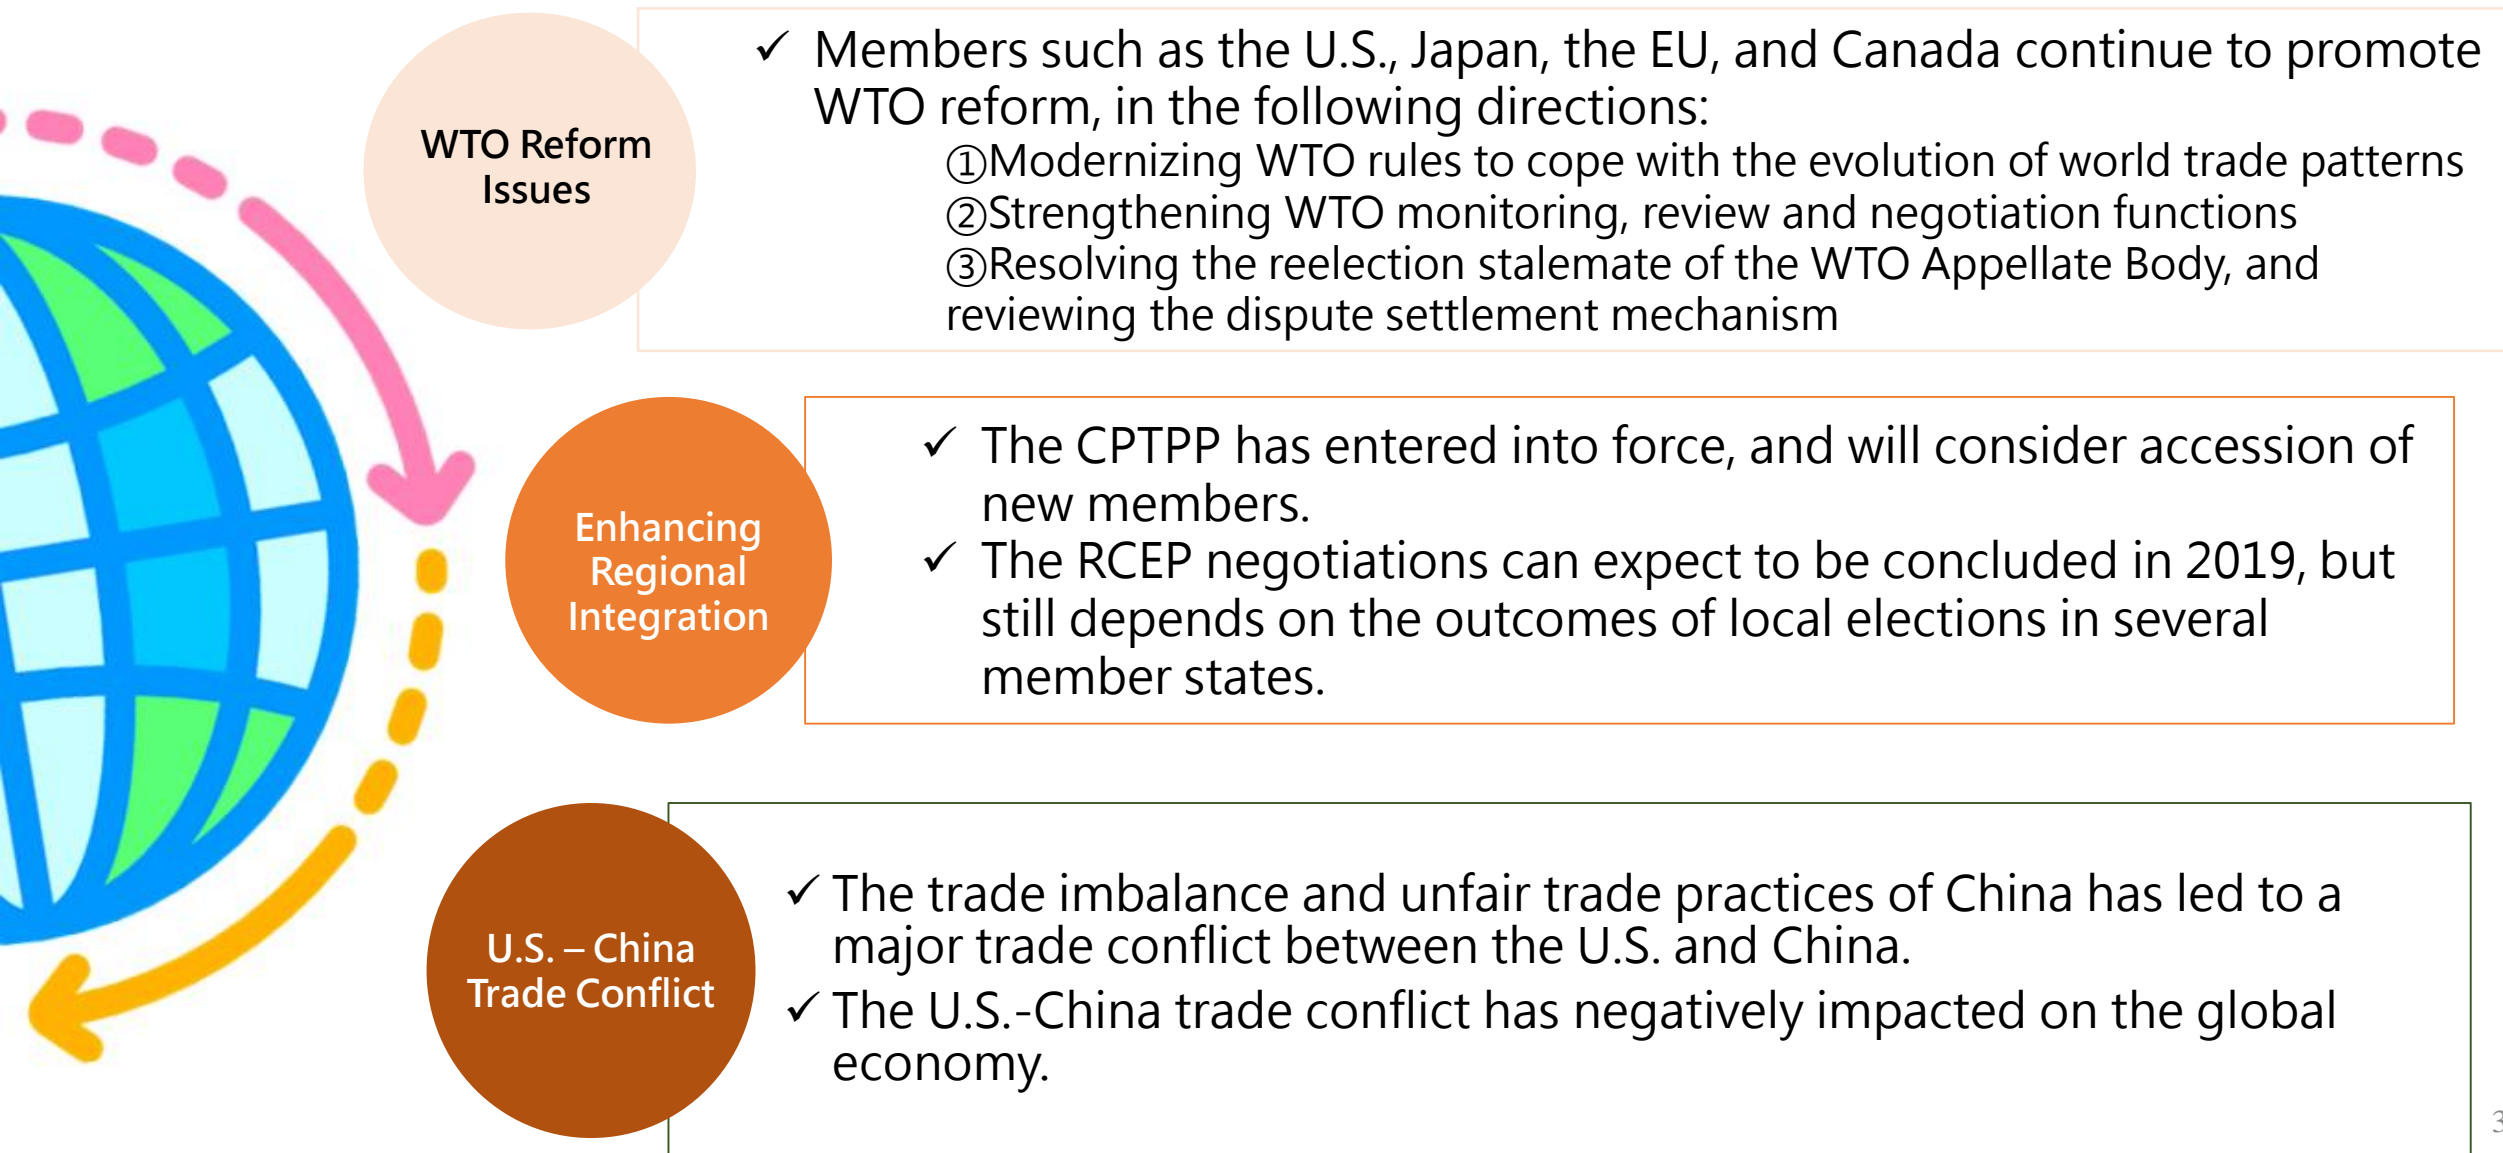 WTO Reform
Issues
✓ Members such as the U.S., Japan, the EU, and Canada continue to promote
WTO reform, in the following directions:
①Modernizing WTO rules to cope with the evolution of world trade patterns
②Strengthening WTO monitoring, review and negotiation functions
③Resolving the reelection stalemate of the WTO Appellate Body, and
reviewing the dispute settlement mechanism
Enhancing
Regional
Integration
✓ The CPTPP has entered into force, and will consider accession of
new members.
✓ The RCEP negotiations can expect to be concluded in 2019, but
still depends on the outcomes of local elections in several
member states.
U.S. – China
Trade Conflict
✓ The trade imbalance and unfair trade practices of China has led to a
major trade conflict between the U.S. and China.
✓ The U.S.-China trade conflict has negatively impacted on the global
economy.
3